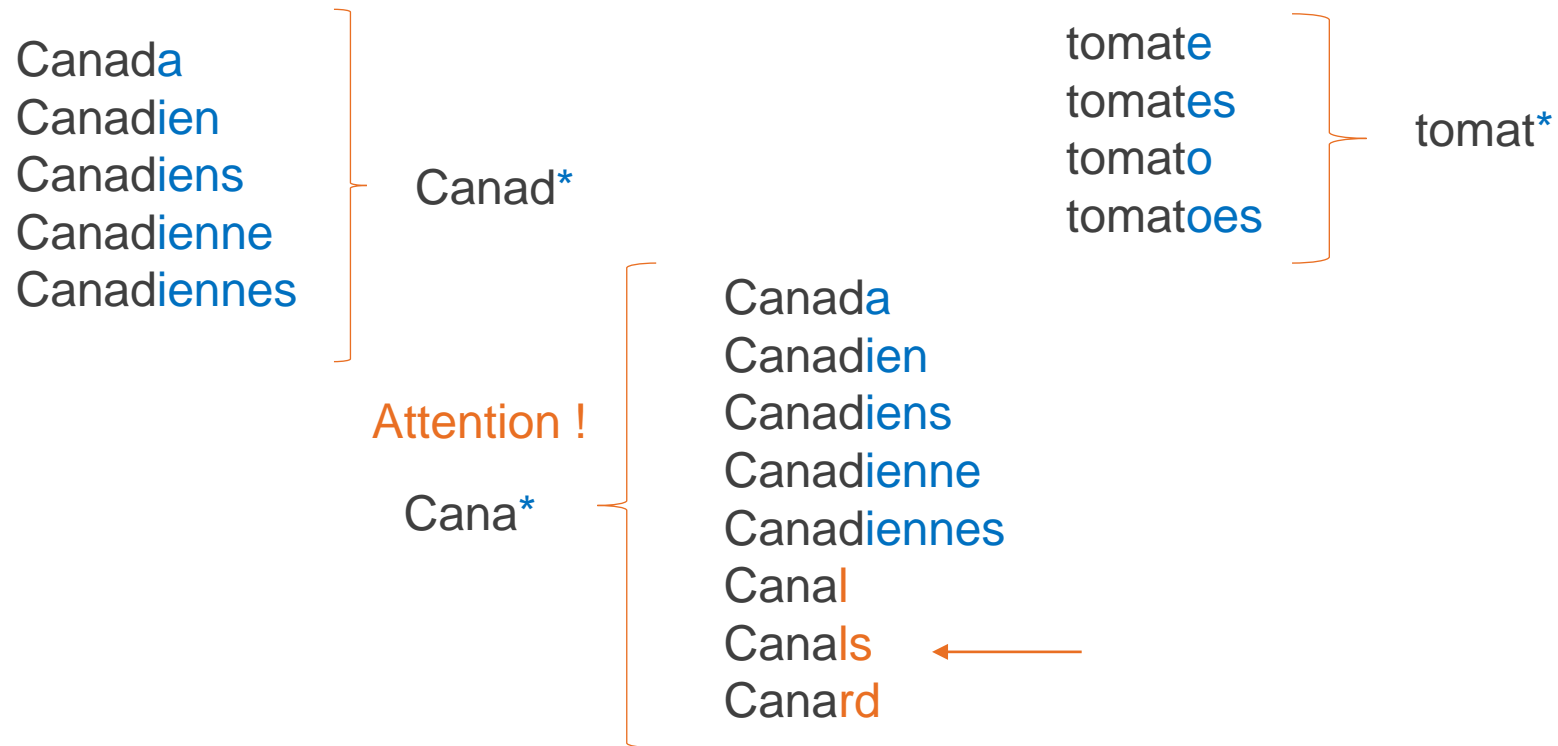 Canada
Canadien
Canadiens
Canadienne
Canadiennes
Canad*
tomate
tomates
tomato
tomatoes
tomat*
Attention !
Cana*
Canada
Canadien
Canadiens
Canadienne
Canadiennes
Canal
Canals
Canard